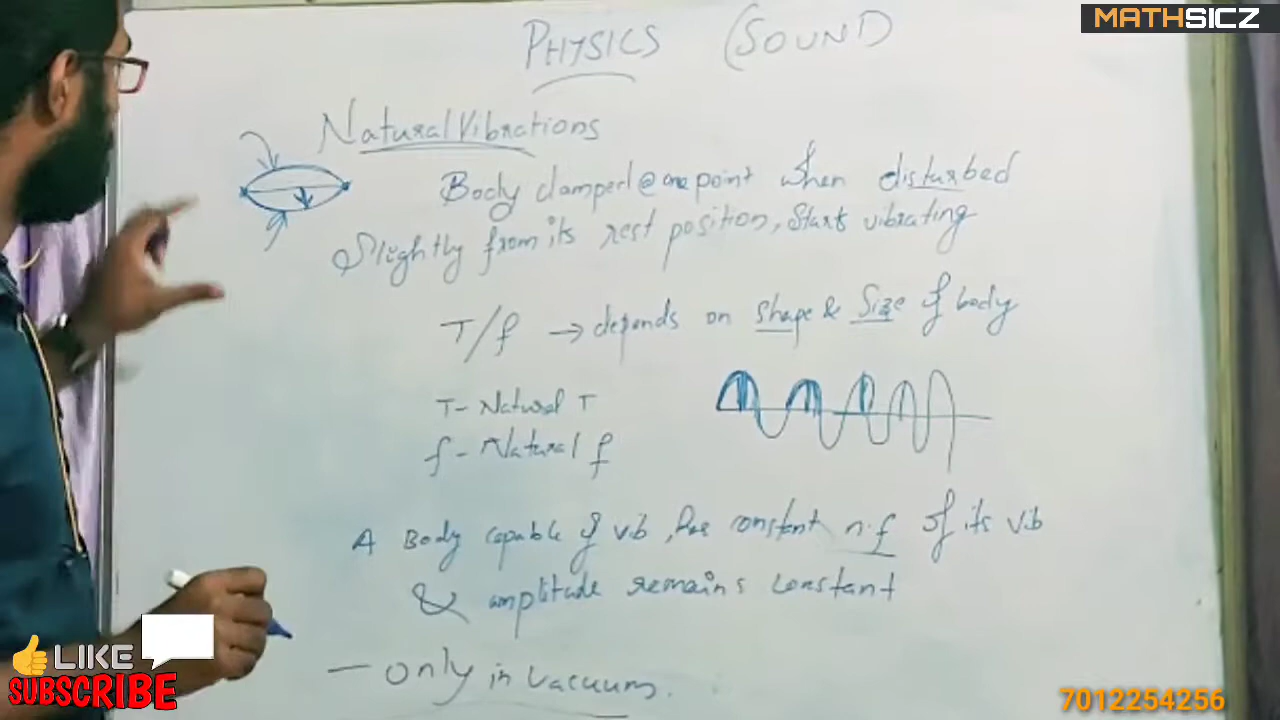 MATHSICZ
PHYSICS (SOUND)
Natural Vibrations
Body clamped @ one point when disturbed
Slightly from its rest position, Starts vibrating
T/f → depends on shape & size of body
T - Natural T
f - Natural f
A Body capable of vib, has constant n.f of its vib
& amplitude remains constant
- only in vacuum.
LIKE
SUBSCRIBE
7012254256